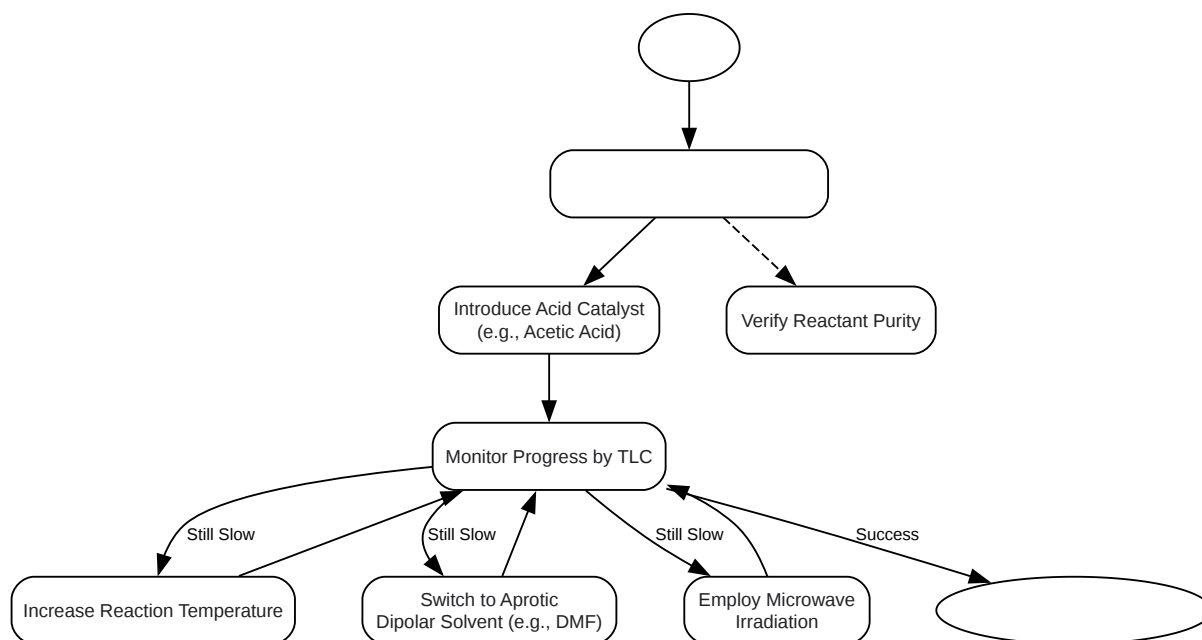 Introduce Acid Catalyst
(e.g., Acetic Acid)
Verify Reactant Purity
Monitor Progress by TLC
Still Slow
Still Slow
Still Slow
Success
Increase Reaction Temperature
Switch to Aprotic
Dipolar Solvent (e.g., DMF)
Employ Microwave
Irradiation